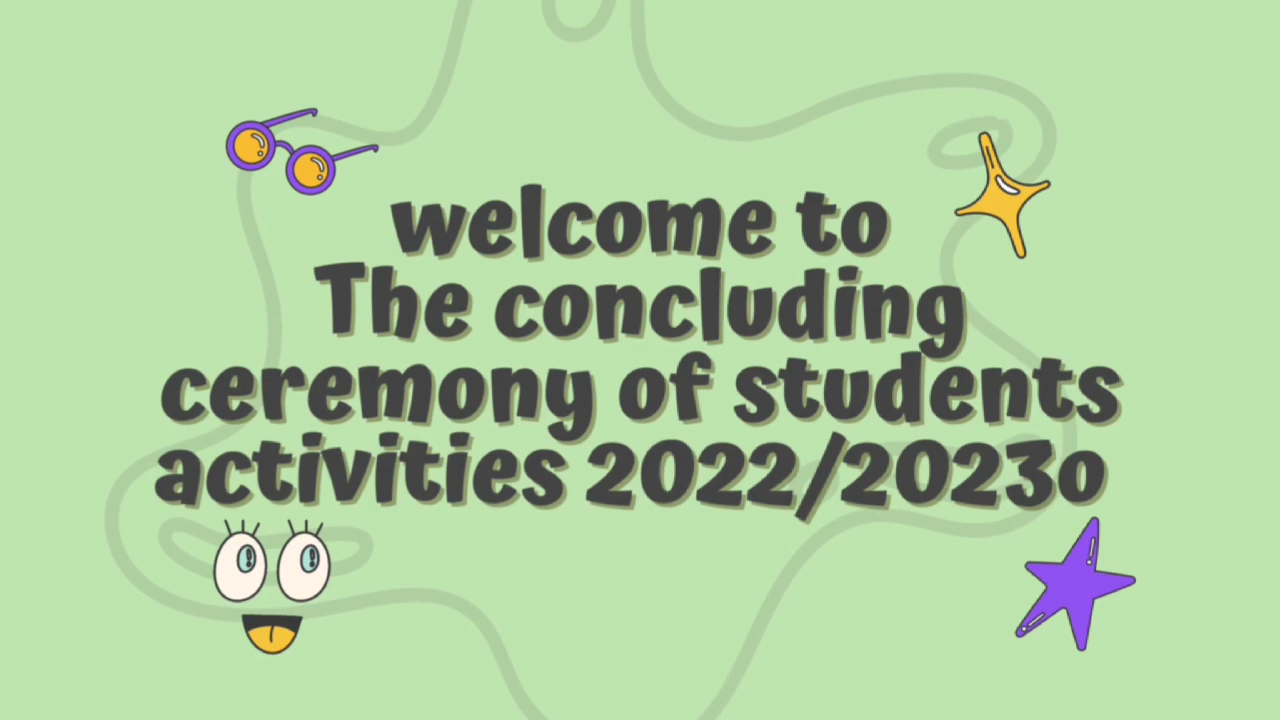 welcome to
The concluding
ceremony of students
activities 2022/2023o